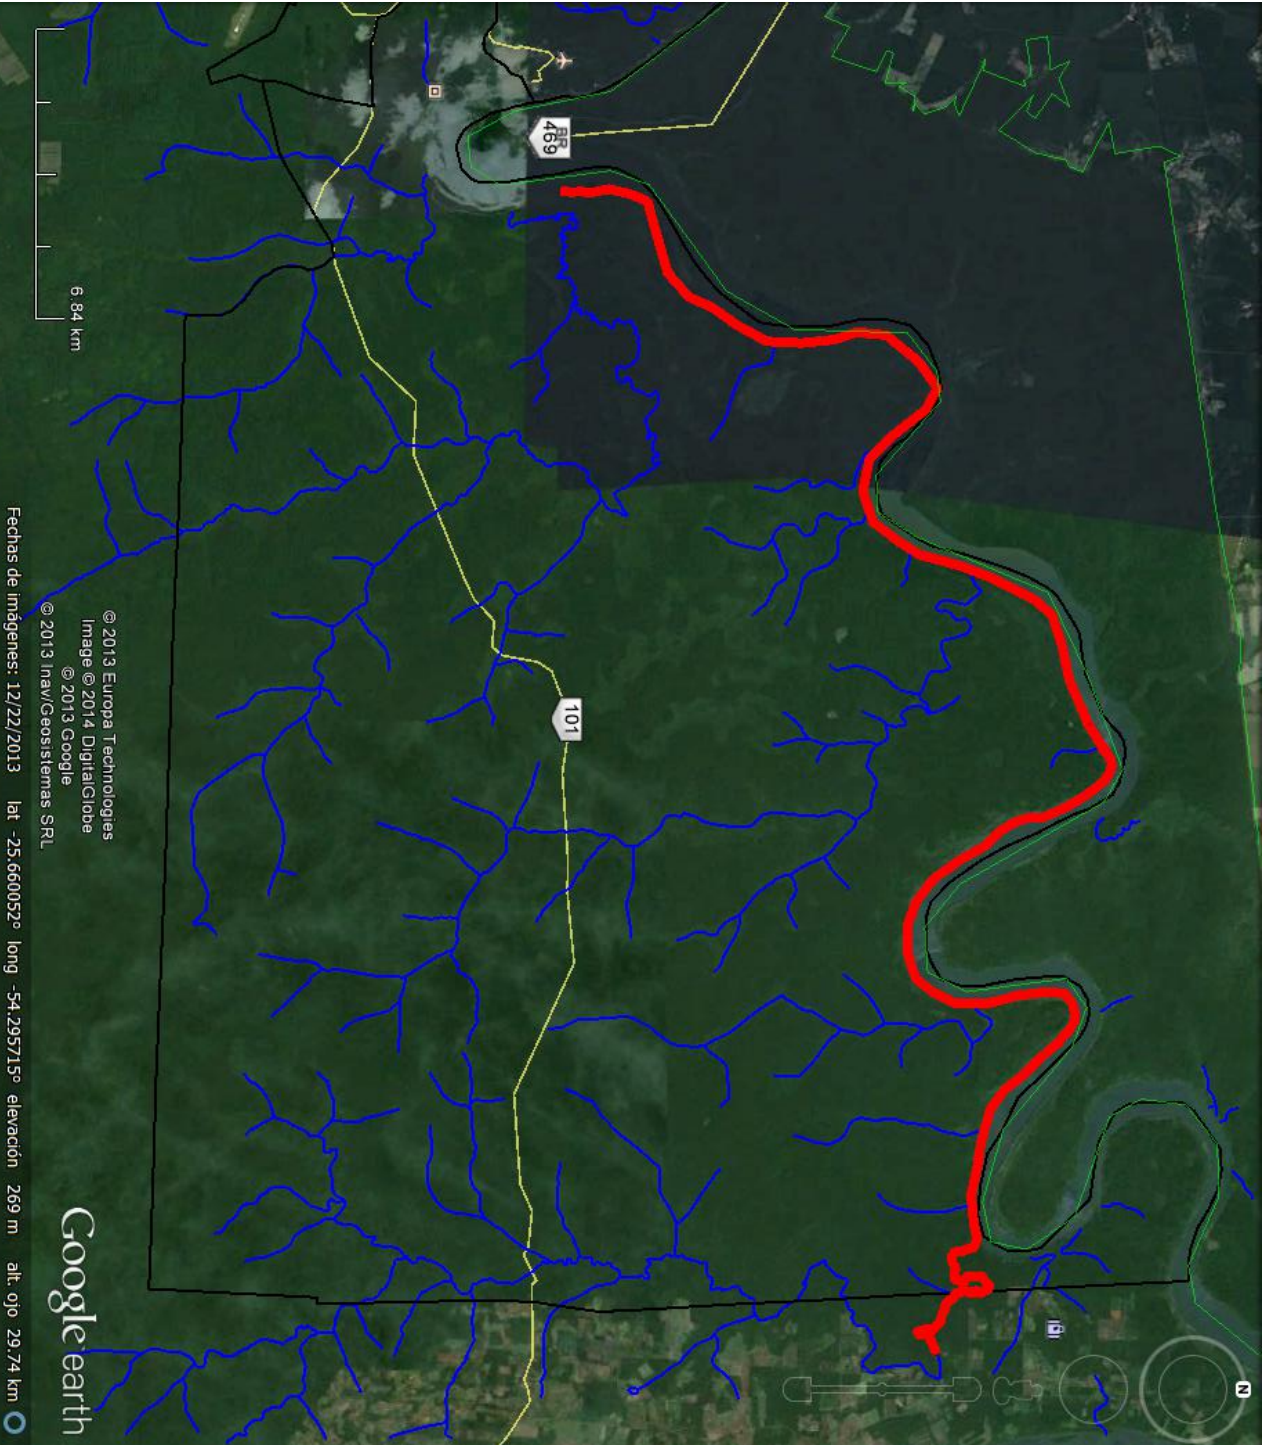 N
BR
469
101
6.84 km
© 2013 Europa Technologies
Image © 2014 DigitalGlobe
© 2013 Google
© 2013 Inav/Geosistemas SRL
Google earth
Fechas de imágenes: 12/22/2013 lat -25.660052° long -54.295715° elevación 269 m alt. ojo 29.74 km